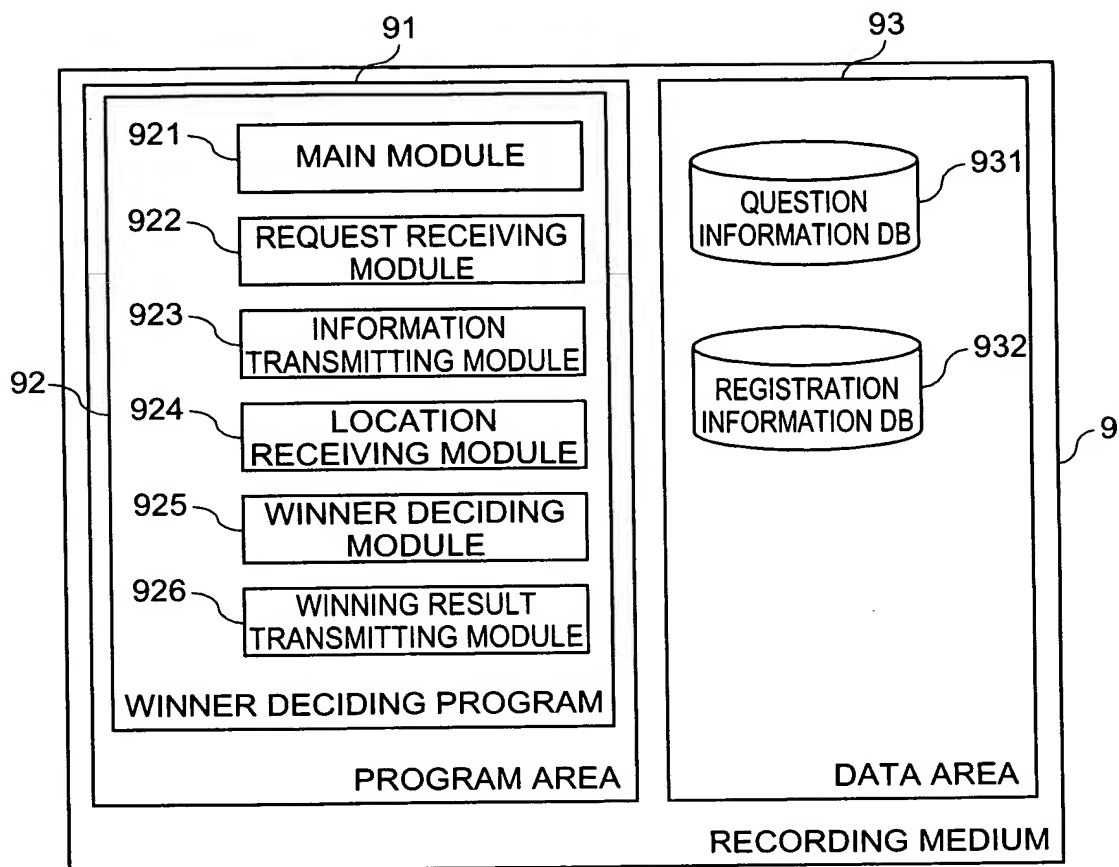 91
93
921
MAIN MODULE
922
REQUEST RECEIVING
MODULE
923
INFORMATION
TRANSMITTING MODULE
92
924
LOCATION
RECEIVING MODULE
925
WINNER DECIDING
MODULE
926
WINNING RESULT
TRANSMITTING MODULE
WINNER DECIDING PROGRAM
PROGRAM AREA
931
QUESTION
INFORMATION DB
932
REGISTRATION
INFORMATION DB
9
DATA AREA
RECORDING MEDIUM